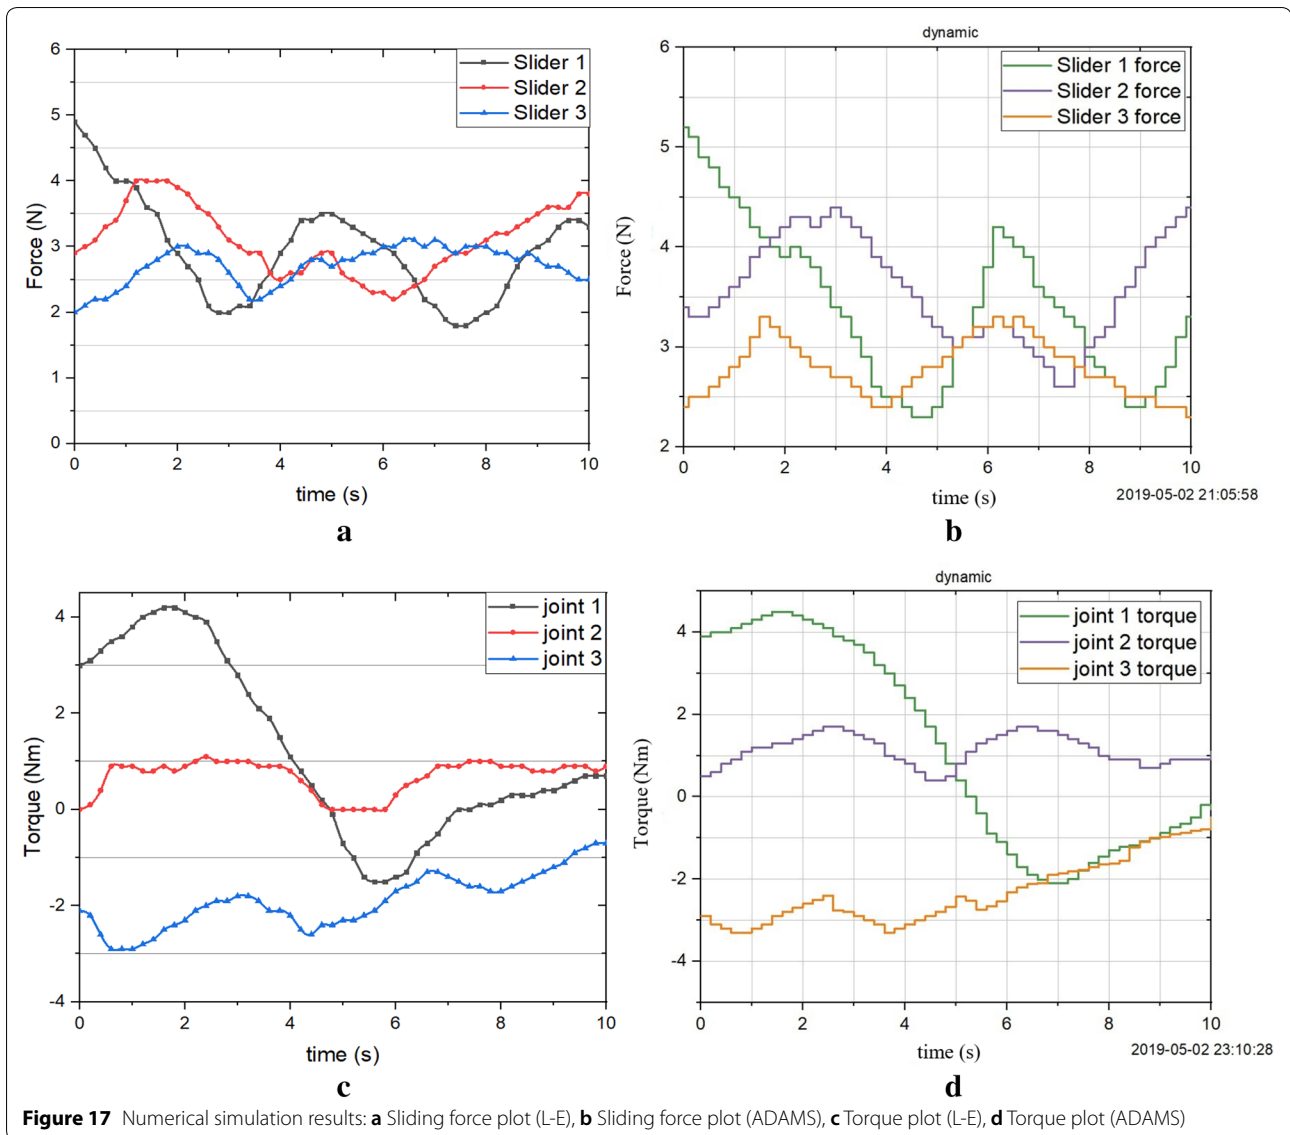 Slider 1
Slider 2
Slider 3
6
5
4
3
2
1
0
Force (N)
0 2 4 6 8 10
time (s)
a
dynamic
Slider 1 force
Slider 2 force
Slider 3 force
6
5
4
3
2
Force (N)
0 2 4 6 8 10
time (s)
2019-05-02 21:05:58
b
joint 1
joint 2
joint 3
4
2
0
-2
-4
Torque (Nm)
0 2 4 6 8 10
time (s)
c
dynamic
joint 1 torque
joint 2 torque
joint 3 torque
4
2
0
-2
-4
Torque (Nm)
0 2 4 6 8 10
time (s)
2019-05-02 23:10:28
d
Figure 17 Numerical simulation results: a Sliding force plot (L-E), b Sliding force plot (ADAMS), c Torque plot (L-E), d Torque plot (ADAMS)